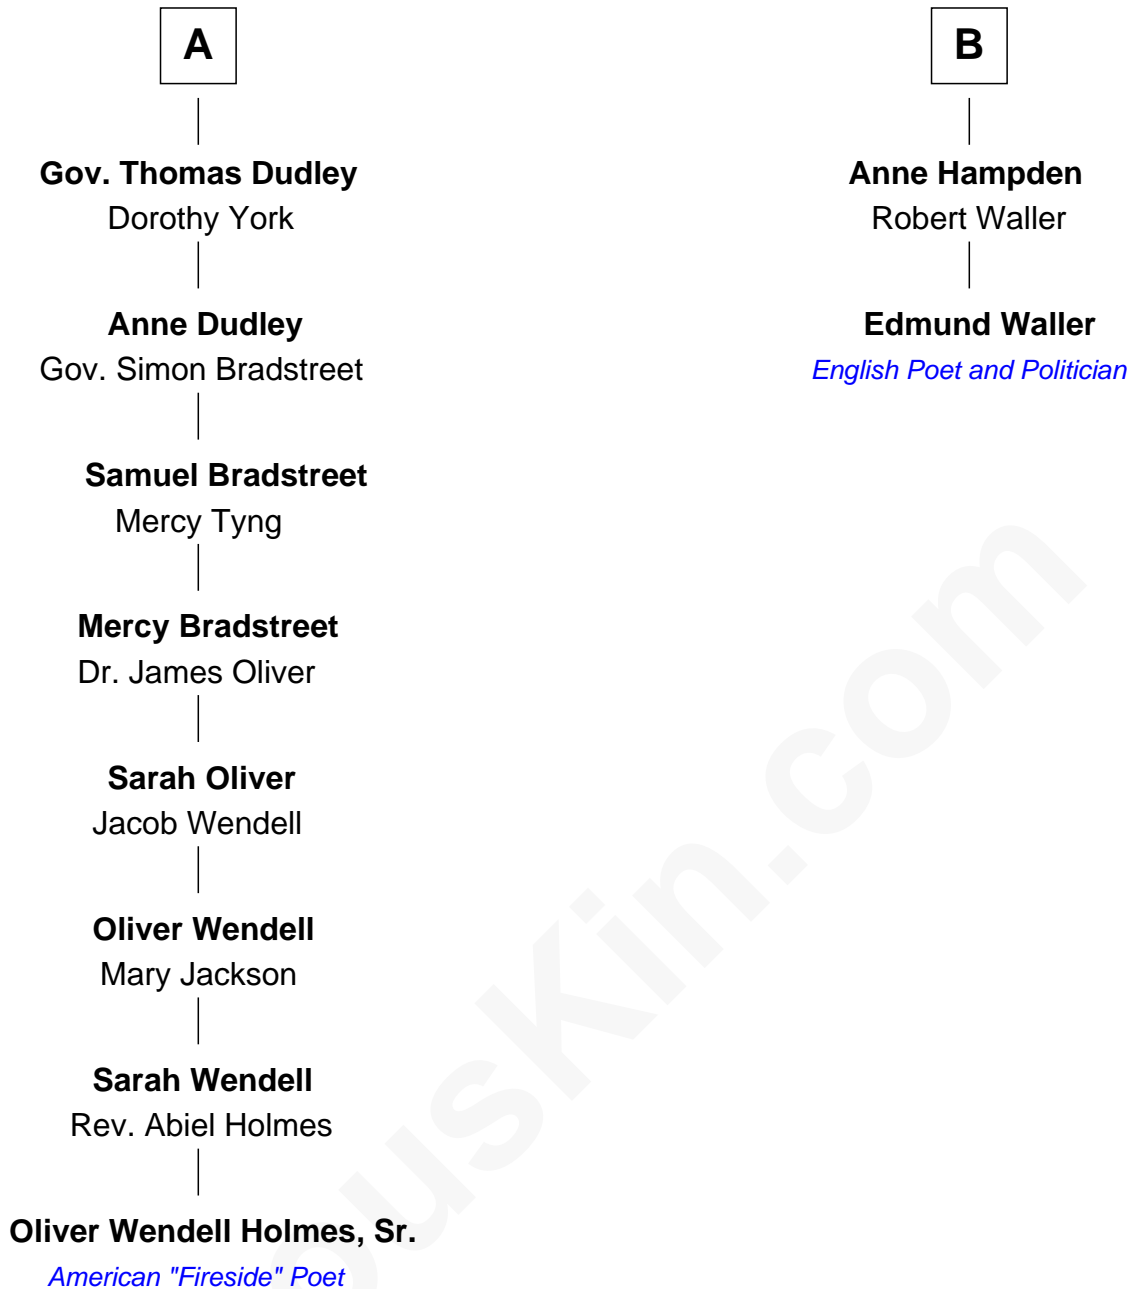 A
Gov. Thomas Dudley
Dorothy York
Anne Dudley
Gov. Simon Bradstreet
Samuel Bradstreet
Mercy Tyng
Mercy Bradstreet
Dr. James Oliver
Sarah Oliver
Jacob Wendell
Oliver Wendell
Mary Jackson
Sarah Wendell
Rev. Abiel Holmes
Oliver Wendell Holmes, Sr.
American "Fireside" Poet
B
Anne Hampden
Robert Waller
Edmund Waller
English Poet and Politician
ousKin.com